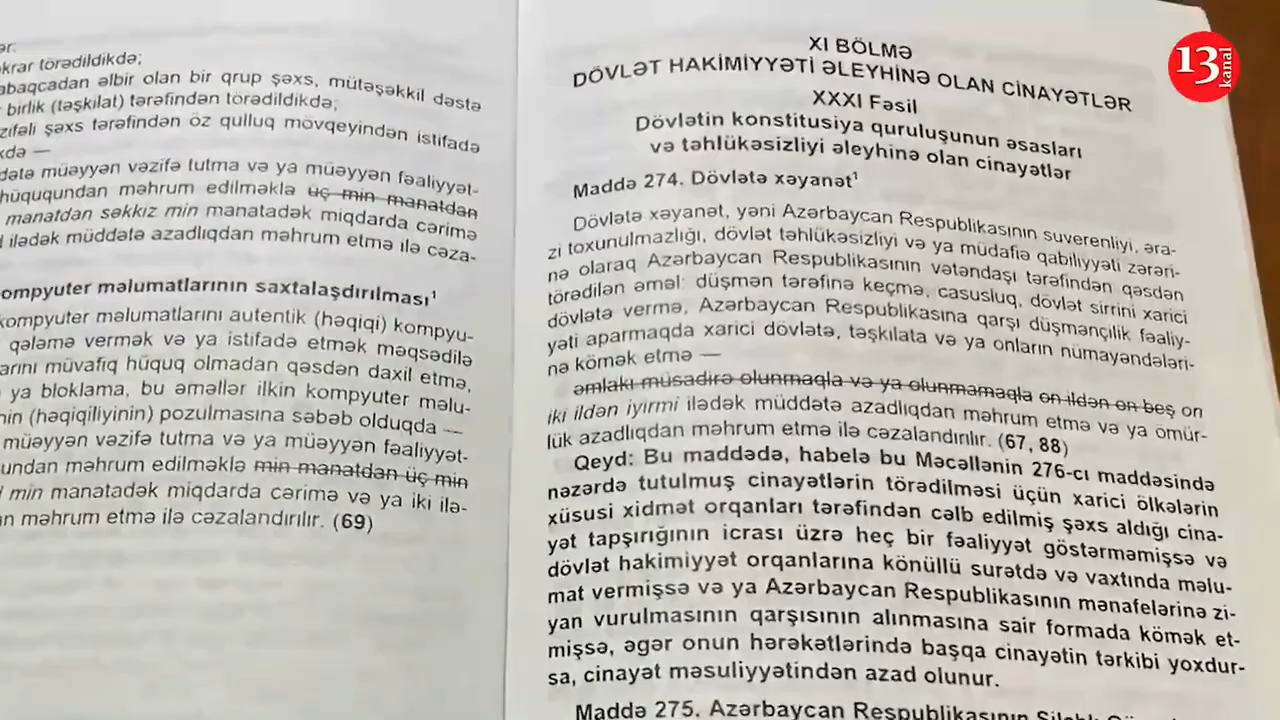 krar törədildikdə;
abaqcadan əlbir olan bir qrup şəxs, mütəşəkkil dəstə
birlik (təşkilat) tərəfindən törədildikdə;
zifəli şəxs tərəfindən öz qulluq mövqeyindən istifadə
kdə —
dətə müəyyən vəzifə tutma və ya müəyyən fəaliyyət-
hüququndan məhrum edilməklə üç min manatdan
manatdan səkkiz min manatadək miqdarda cərimə
ilədək müddətə azadlıqdan məhrum etmə ilə cəza-
ompyuter məlumatlarının saxtalaşdırılması¹
kompyuter məlumatlarını autentik (həqiqi) kompyu-
qələmə vermək və ya istifadə etmək məqsədilə
arını müvafiq hüquq olmadan qəsdən daxil etmə,
ya bloklama, bu əməllər ilkin kompyuter məlu-
nin (həqiqiliyinin) pozulmasına səbəb olduqda —
müəyyən vəzifə tutma və ya müəyyən fəaliyyət-
undan məhrum edilməklə min manatdan üç min
min manatadək miqdarda cərimə və ya iki ilə-
n məhrum etmə ilə cəzalandırılır. (69)
XI BÖLMƏ
DÖVLƏT HAKİMİYYƏTİ ƏLEYHİNƏ OLAN CİNAYƏTLƏR
XXXI Fəsil
Dövlətin konstitusiya quruluşunun əsasları
və təhlükəsizliyi əleyhinə olan cinayətlər
Maddə 274. Dövlətə xəyanət¹
Dövlətə xəyanət, yəni Azərbaycan Respublikasının suverenliyi, əra-
zi toxunulmazlığı, dövlət təhlükəsizliyi və ya müdafiə qabiliyyəti zərəri-
nə olaraq Azərbaycan Respublikasının vətəndaşı tərəfindən qəsdən
törədilən əməl: düşmən tərəfinə keçmə, casusluq, dövlət sirrini xarici
dövlətə vermə, Azərbaycan Respublikasına qarşı düşmənçilik fəaliy-
yəti aparmaqda xarici dövlətə, təşkilata və ya onların nümayəndələri-
nə kömək etmə —
əmlakı müsadirə olunmaqla və ya olunmamaqla on ildən on beş on
iki ildən iyirmi ilədək müddətə azadlıqdan məhrum etmə və ya ömür-
lük azadlıqdan məhrum etmə ilə cəzalandırılır. (67, 88)
Qeyd: Bu maddədə, habelə bu Məcəllənin 276-cı maddəsində
nəzərdə tutulmuş cinayətlərin törədilməsi üçün xarici ölkələrin
xüsusi xidmət orqanları tərəfindən cəlb edilmiş şəxs aldığı cina-
yət tapşırığının icrası üzrə heç bir fəaliyyət göstərməmişsə və
dövlət hakimiyyət orqanlarına könüllü surətdə və vaxtında məlu-
mat vermişsə və ya Azərbaycan Respublikasının mənafelərinə zi-
yan vurulmasının qarşısının alınmasına sair formada kömək et-
mişsə, əgər onun hərəkətlərində başqa cinayətin tərkibi yoxdur-
sa, cinayət məsuliyyətindən azad olunur.
Maddə 275. Azərbaycan Respublikasının Silahlı
13 kanal